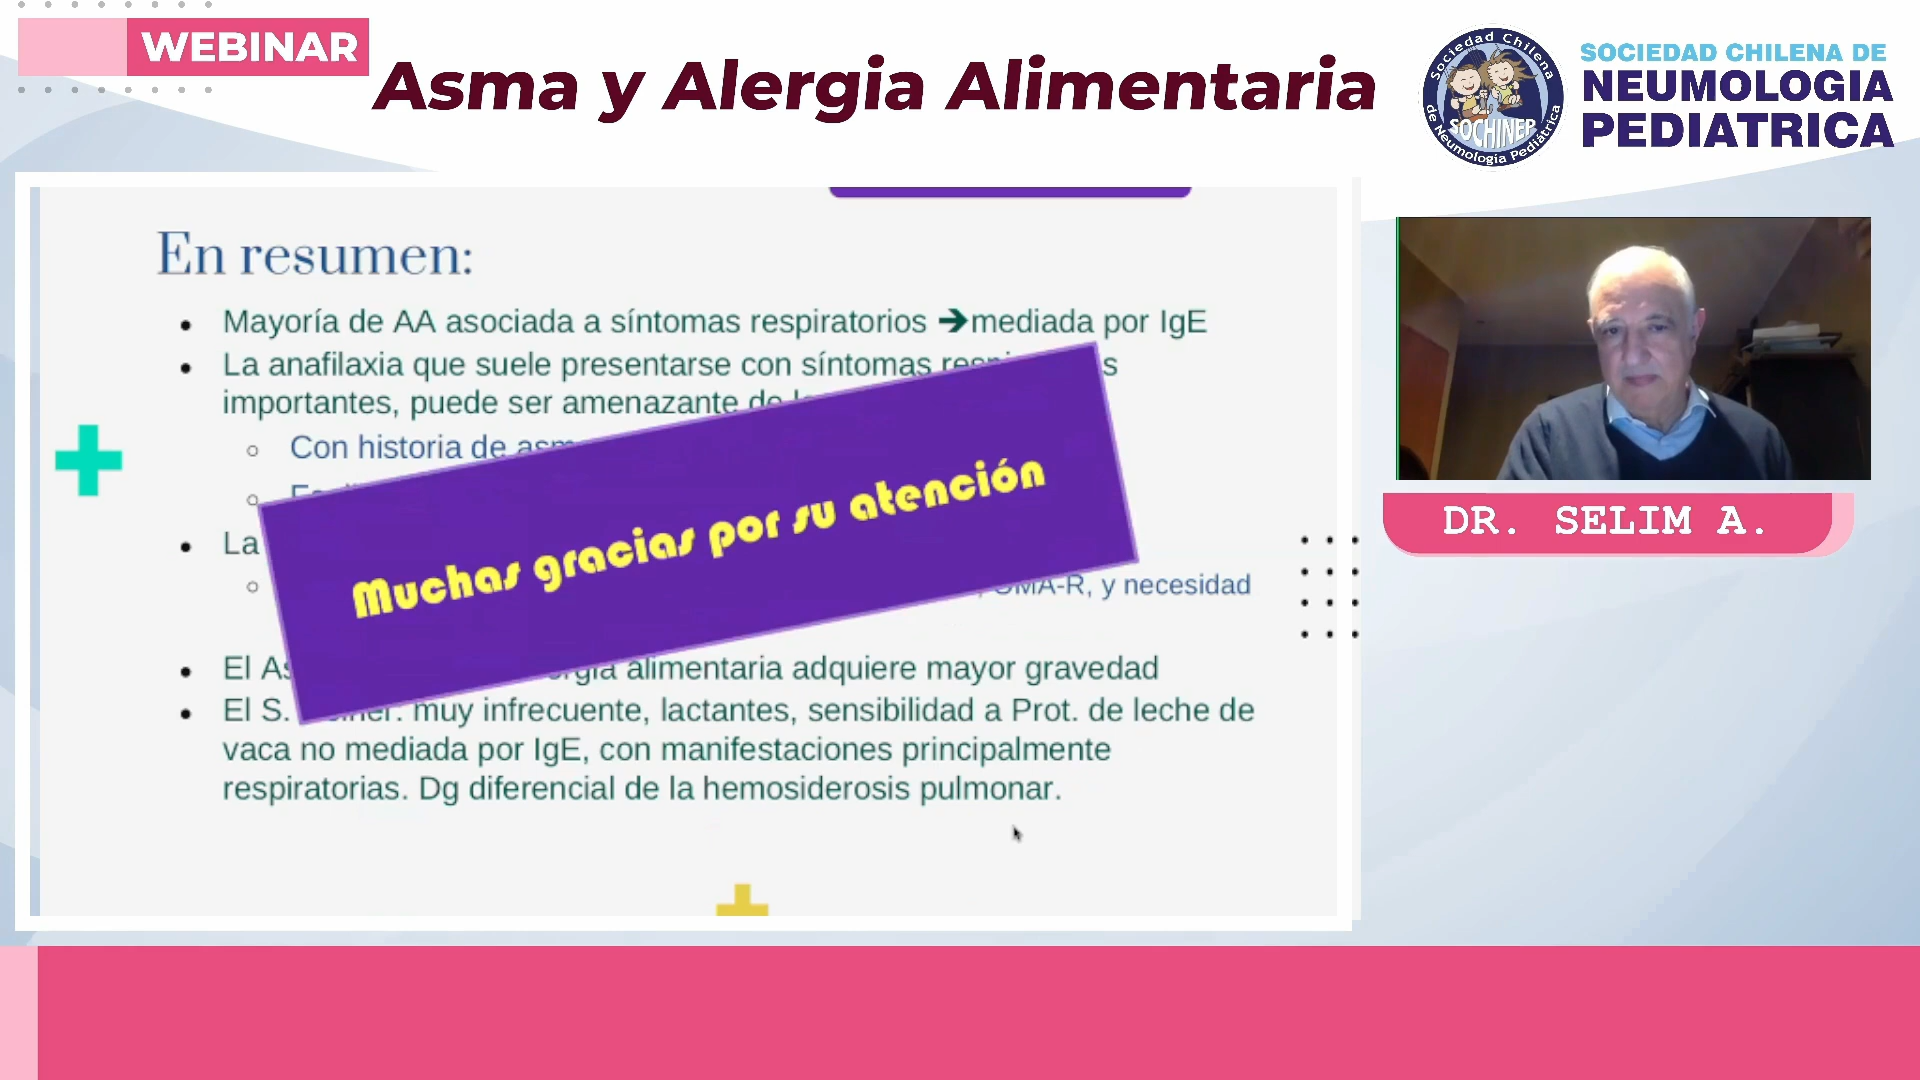 WEBINAR
Asma y Alergia Alimentaria
Sociedad Chilena
de Neumología Pediátrica
SOCHINEP
SOCIEDAD CHILENA DE
NEUMOLOGIA
PEDIATRICA
En resumen:
• Mayoría de AA asociada a síntomas respiratorios ➔mediada por IgE
• La anafilaxia que suele presentarse con síntomas
importantes, puede ser amenazante
○ Con historia de
• La
○ y necesidad
Muchas gracias por su atención
• El alimentaria adquiere mayor gravedad
• El S. muy infrecuente, lactantes, sensibilidad a Prot. de leche de
vaca no mediada por IgE, con manifestaciones principalmente
respiratorias. Dg diferencial de la hemosiderosis pulmonar.
DR. SELIM A.